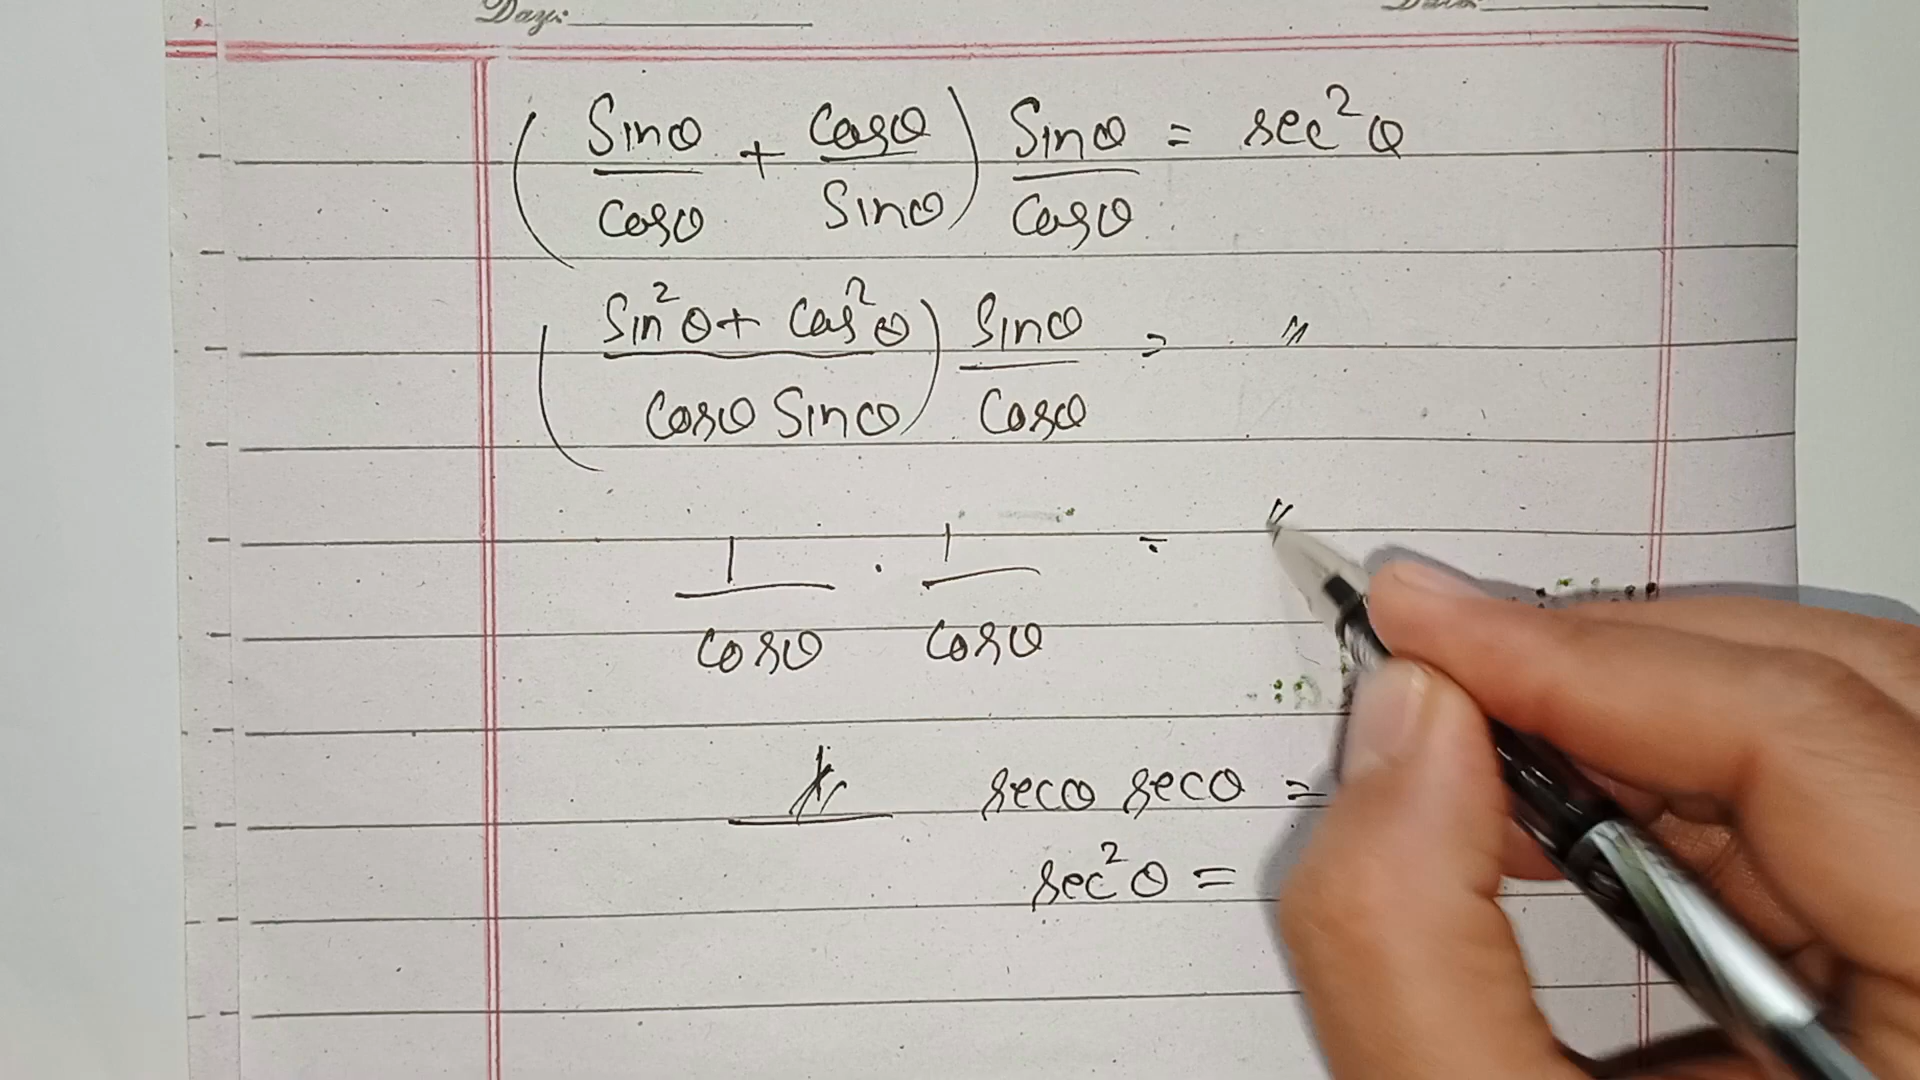 Day:
( Sinθ/Cosθ + Cosθ/Sinθ ) Sinθ/Cosθ = sec²θ
( Sin²θ + Cos²θ / Cosθ Sinθ ) Sinθ/Cosθ = "
1/Cosθ · 1/Cosθ = "
secθ secθ =
sec²θ =